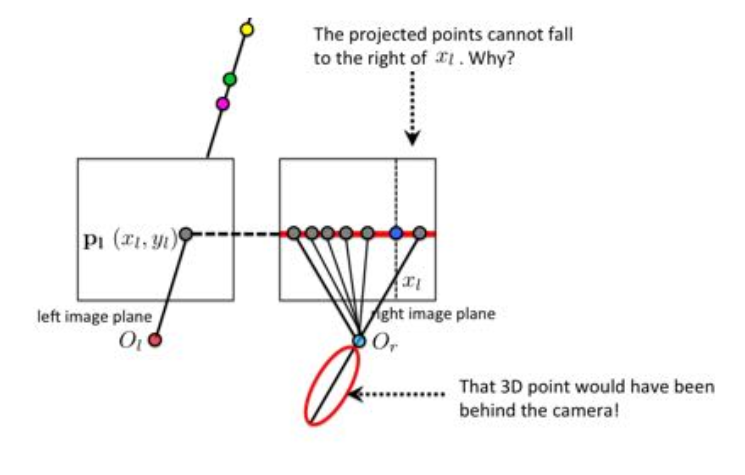 The projected points cannot fall
to the right of x_l . Why?
p_l (x_l, y_l)
x_l
left image plane
right image plane
O_l
O_r
That 3D point would have been
behind the camera!